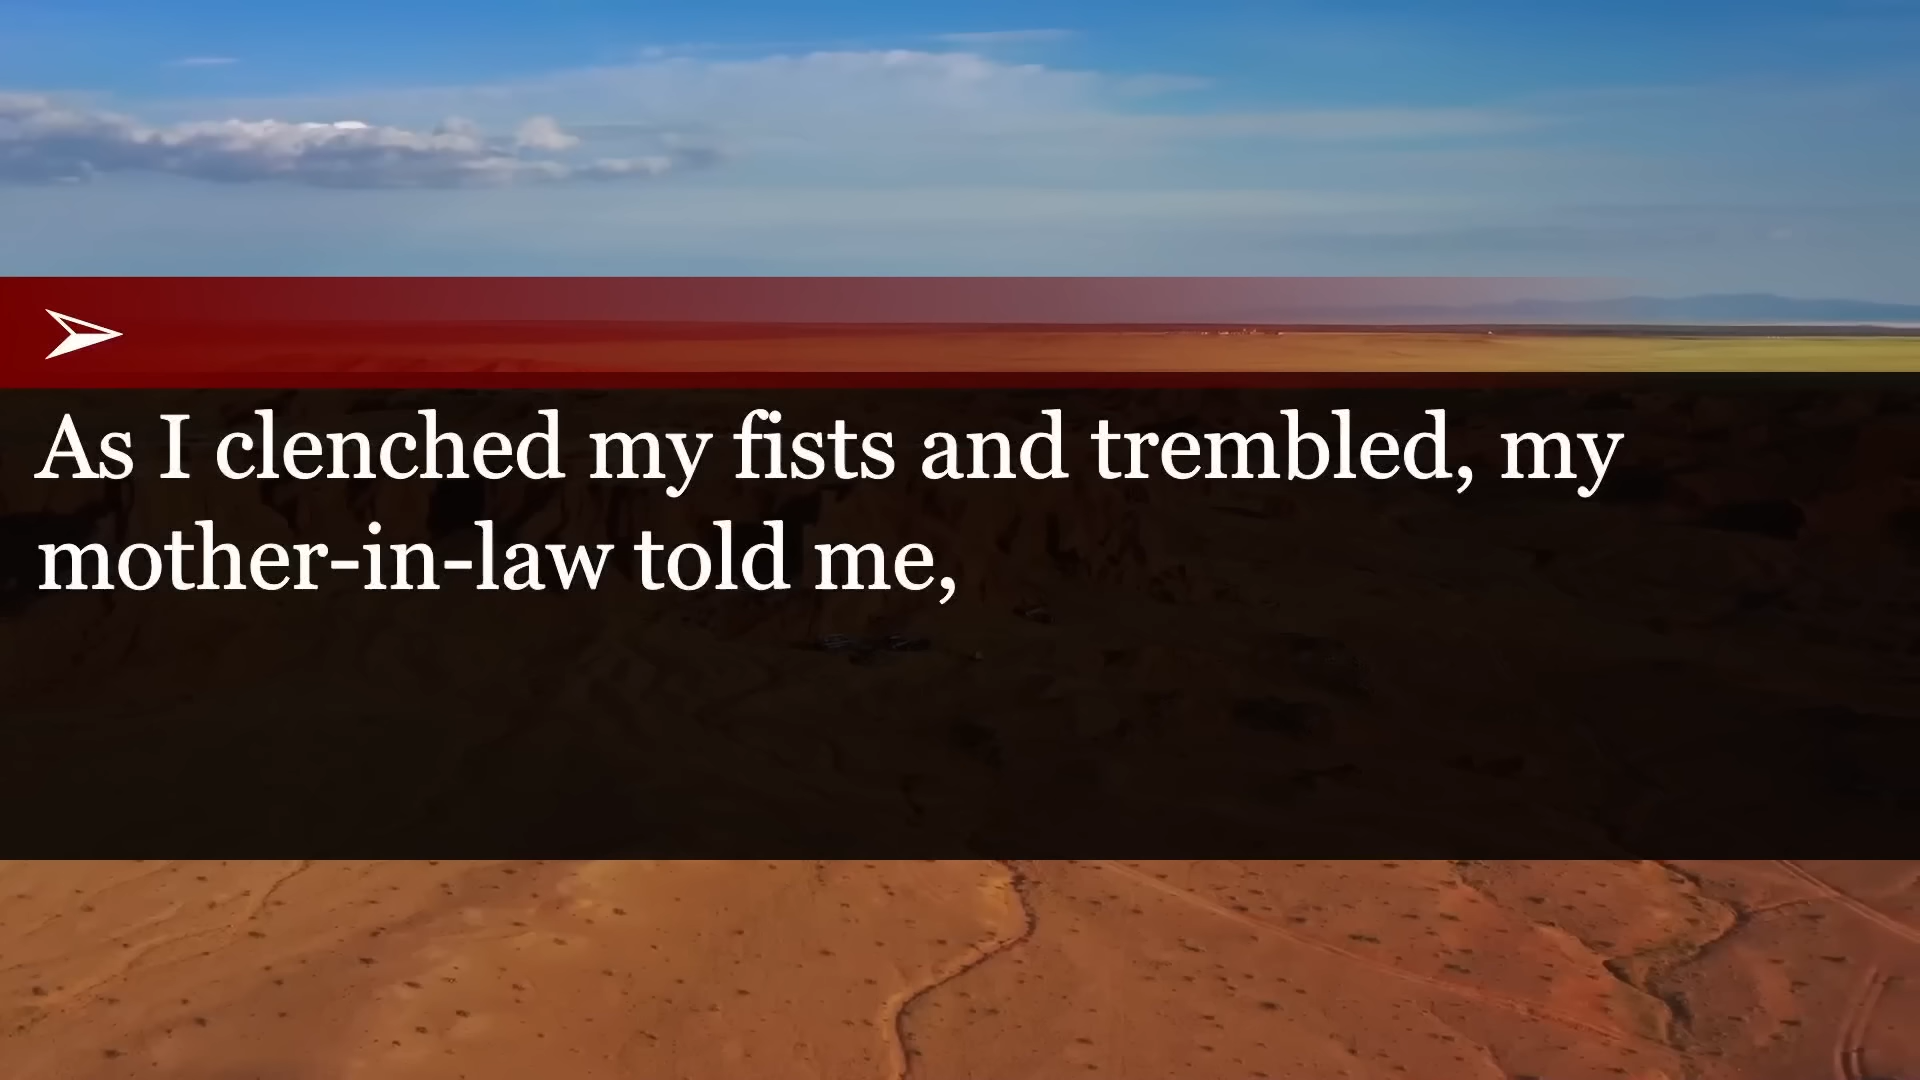 As I clenched my fists and trembled, my
mother-in-law told me,